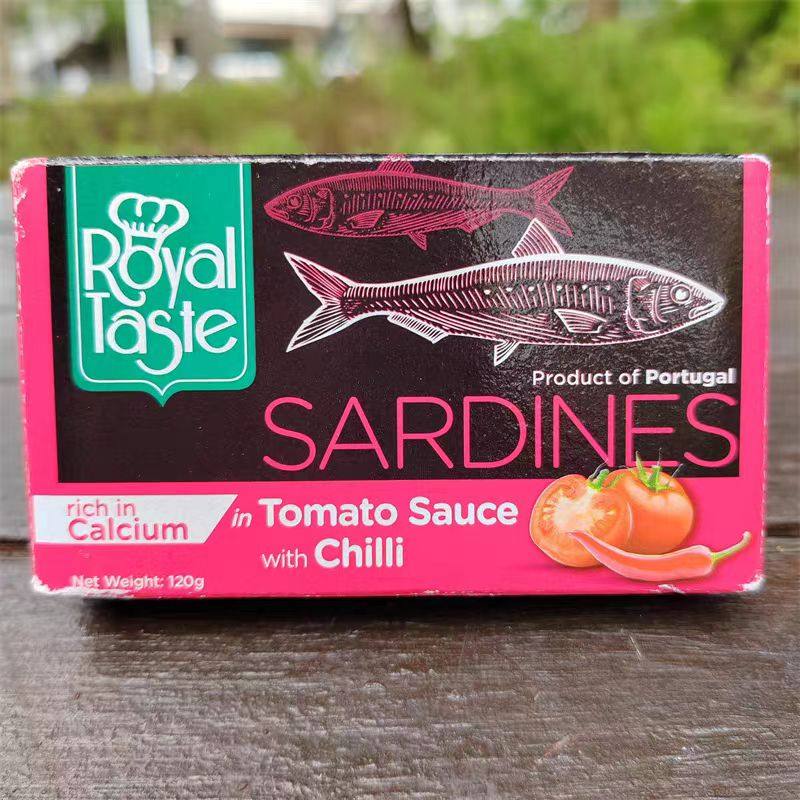 Royal
Taste
Product of Portugal
SARDINES
rich in
Calcium
in Tomato Sauce
with Chilli
Net Weight: 120g